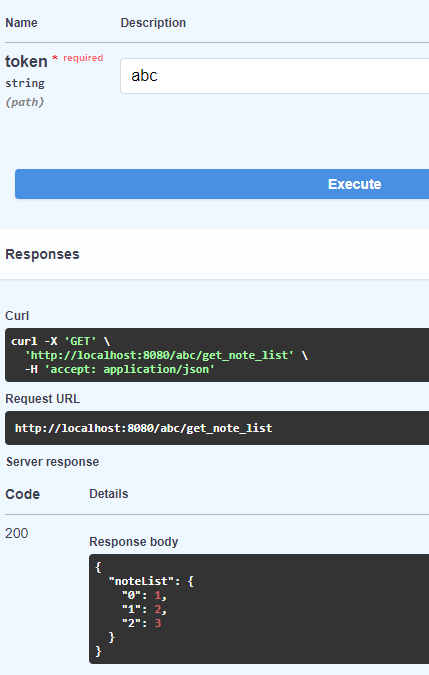 Name Description
token * required
string
(path)
abc
Execute
Responses
Curl
curl -X 'GET' \
  'http://localhost:8080/abc/get_note_list' \
  -H 'accept: application/json'
Request URL
http://localhost:8080/abc/get_note_list
Server response
Code Details
200
Response body
{
  "noteList": {
    "0": 1,
    "1": 2,
    "2": 3
  }
}